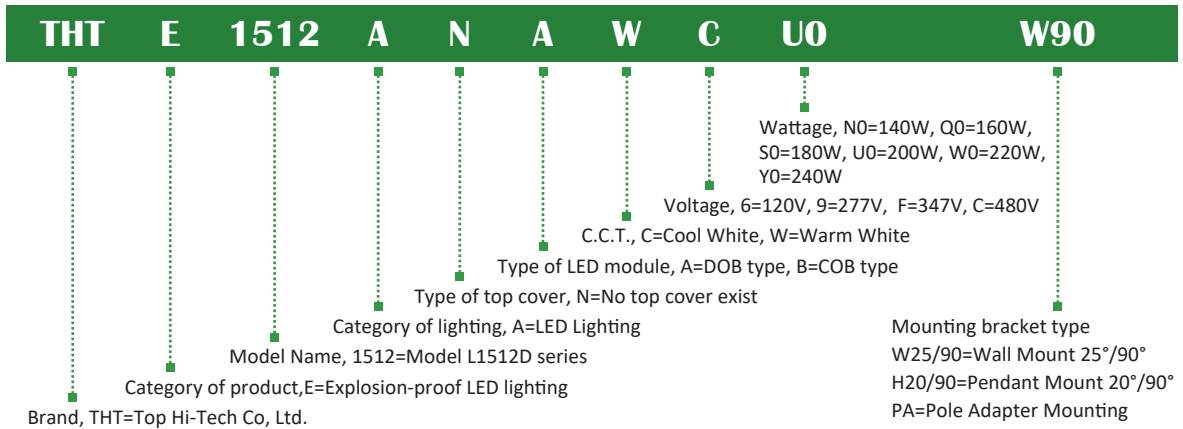 THT E 1512 A N A W C U0 W90
Wattage, N0=140W, Q0=160W,
S0=180W, U0=200W, W0=220W,
Y0=240W
Voltage, 6=120V, 9=277V, F=347V, C=480V
C.C.T., C=Cool White, W=Warm White
Type of LED module, A=DOB type, B=COB type
Type of top cover, N=No top cover exist
Category of lighting, A=LED Lighting
Model Name, 1512=Model L1512D series
Category of product,E=Explosion-proof LED lighting
Brand, THT=Top Hi-Tech Co, Ltd.
Mounting bracket type
W25/90=Wall Mount 25°/90°
H20/90=Pendant Mount 20°/90°
PA=Pole Adapter Mounting